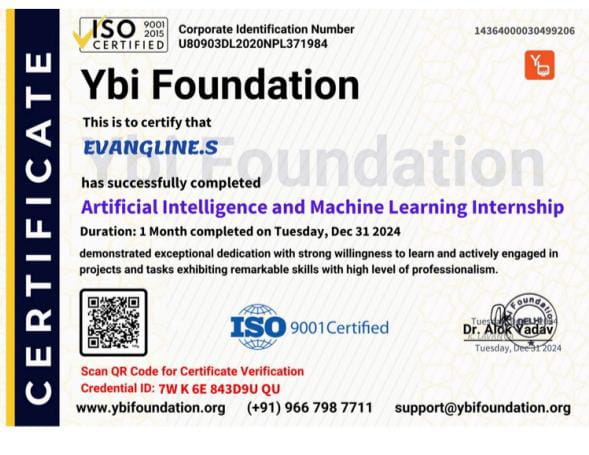 CERTIFICATE
ISO 9001 2015
CERTIFIED
Corporate Identification Number
U80903DL2020NPL371984
14364000030499206
Ybi Foundation
This is to certify that
EVANGLINE.S
Ybi Foundation
has successfully completed
Artificial Intelligence and Machine Learning Internship
Duration: 1 Month completed on Tuesday, Dec 31 2024
demonstrated exceptional dedication with strong willingness to learn and actively engaged in
projects and tasks exhibiting remarkable skills with high level of professionalism.
ISO 9001Certified
Foundation
DELHI
Dr. Alok Yadav
Tuesday, Dec 31 2024
Scan QR Code for Certificate Verification
Credential ID: 7W K 6E 843D9U QU
www.ybifoundation.org (+91) 966 798 7711 support@ybifoundation.org